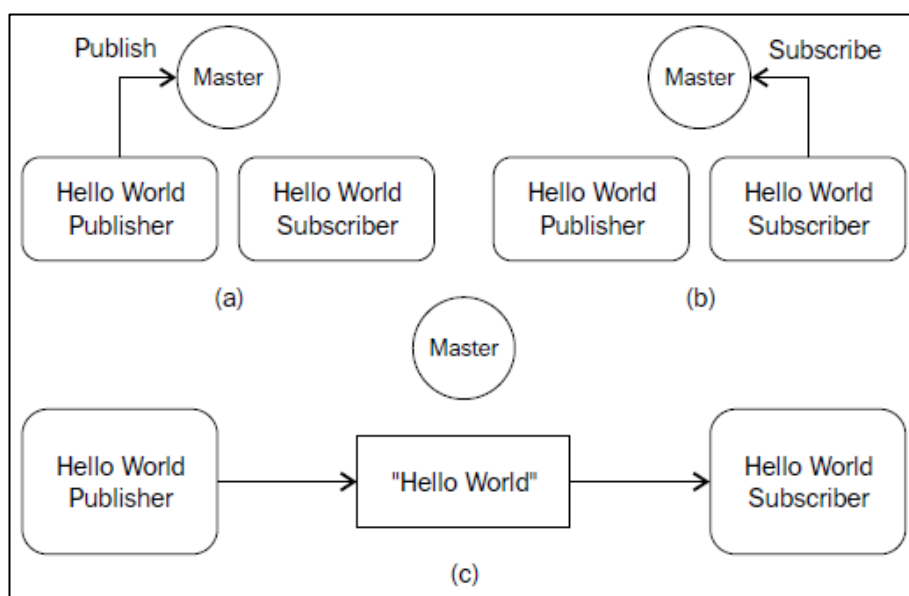 Publish
Master
Hello World
Publisher
Hello World
Subscriber
(a)
Subscribe
Master
Hello World
Publisher
Hello World
Subscriber
(b)
Master
Hello World
Publisher
"Hello World"
Hello World
Subscriber
(c)